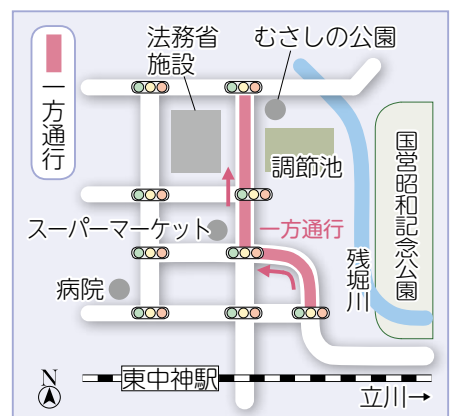 一方通行
法務省
施設
むさしの公園
調節池
国営昭和記念公園
スーパーマーケット
一方通行
残堀川
病院
N
東中神駅
立川→